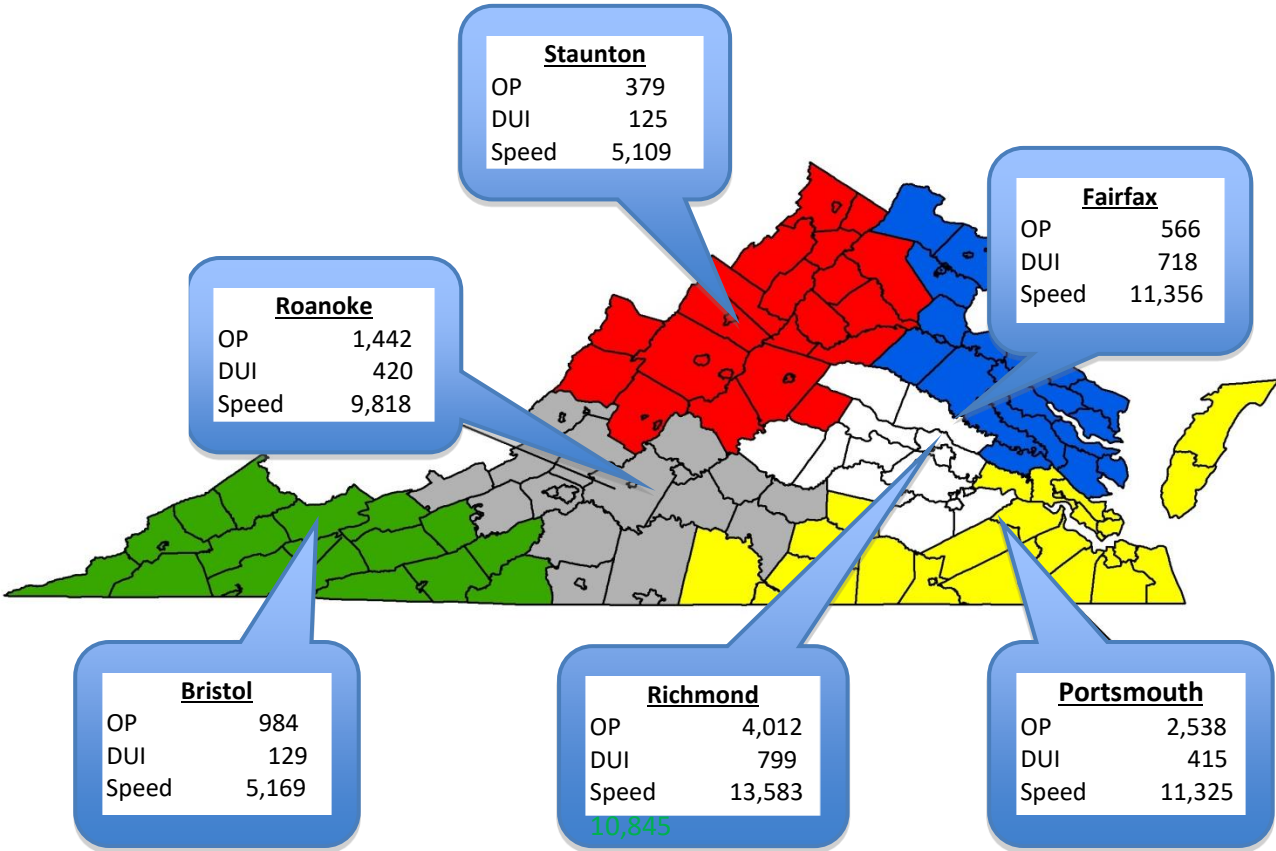 Staunton
OP 379
DUI 125
Speed 5,109
Fairfax
OP 566
DUI 718
Speed 11,356
Roanoke
OP 1,442
DUI 420
Speed 9,818
Bristol
OP 984
DUI 129
Speed 5,169
Richmond
OP 4,012
DUI 799
Speed 13,583
10,845
Portsmouth
OP 2,538
DUI 415
Speed 11,325